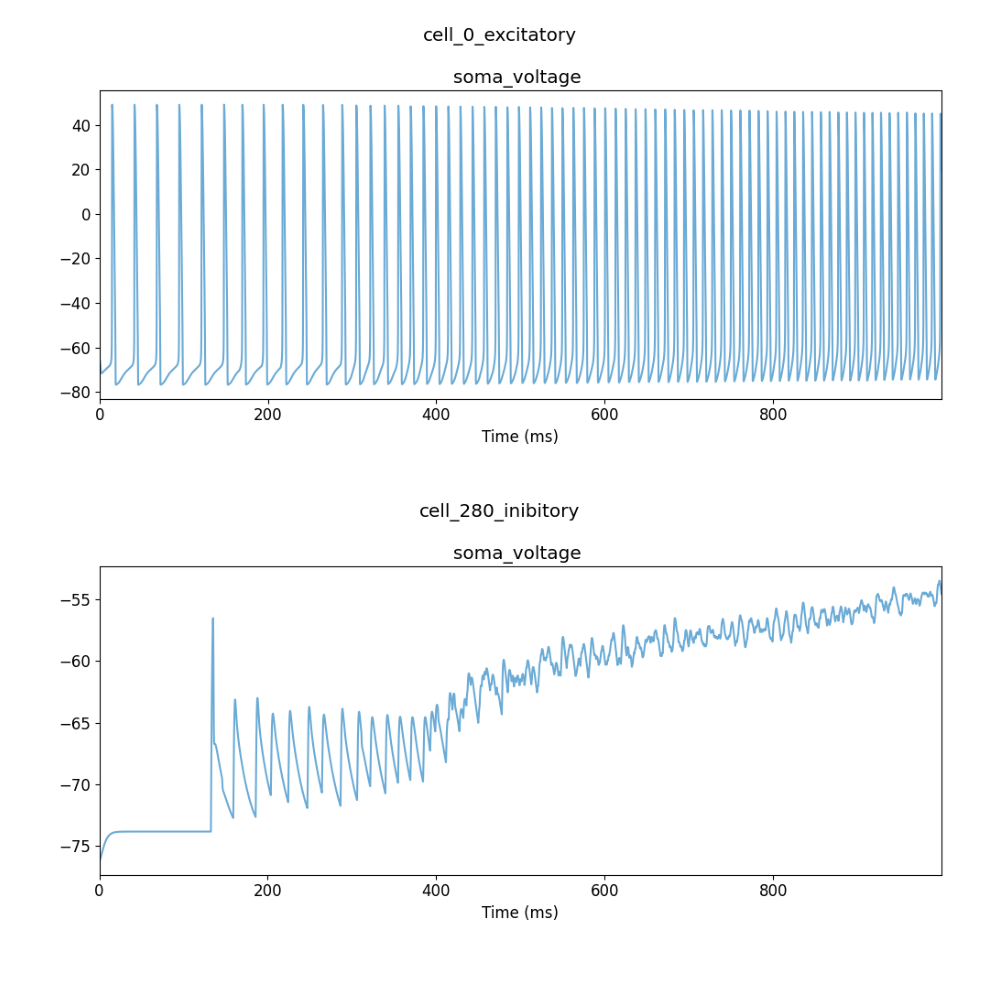 cell_0_excitatory
soma_voltage
40
20
0
−20
−40
−60
−80
0 200 400 600 800
Time (ms)
cell_280_inibitory
soma_voltage
−55
−60
−65
−70
−75
0 200 400 600 800
Time (ms)